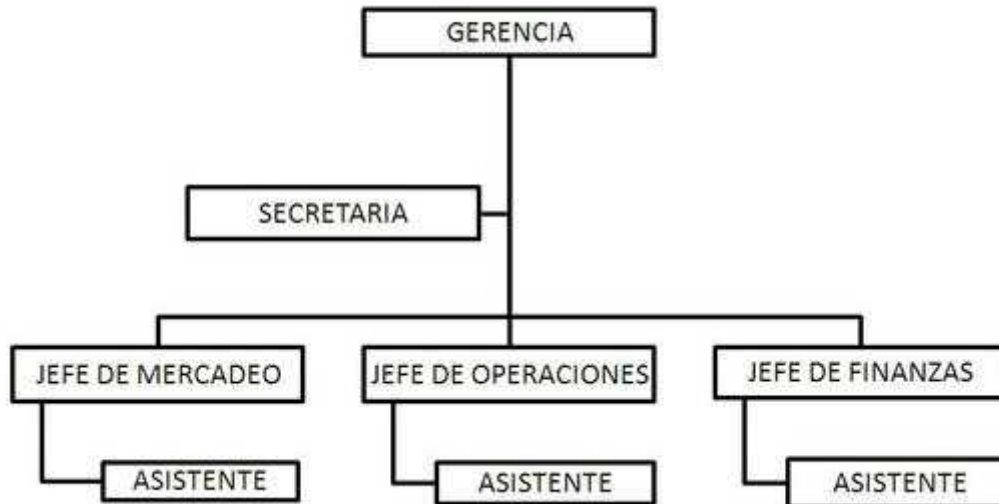 GERENCIA
SECRETARIA
JEFE DE MERCADEO
JEFE DE OPERACIONES
JEFE DE FINANZAS
ASISTENTE
ASISTENTE
ASISTENTE